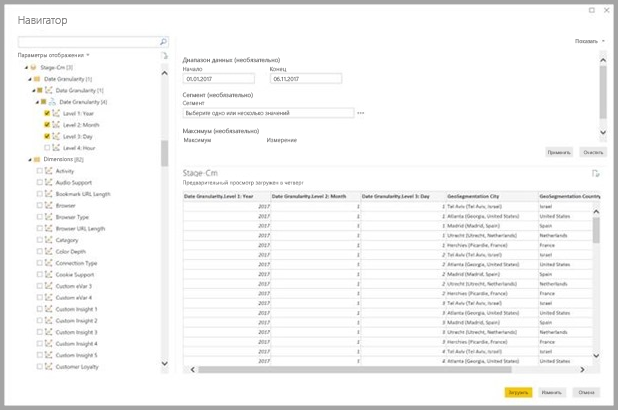 Навигатор
Параметры отображения
Показать
Stage-Cm [3]
Date Granularity [1]
Date Granularity [1]
Date Granularity [4]
Level 1: Year
Level 2: Month
Level 3: Day
Level 4: Hour
Dimensions [82]
Activity
Audio Support
Bookmark URL Length
Browser
Browser Type
Browser URL Length
Category
Color Depth
Connection Type
Cookie Support
Custom eVar 3
Custom eVar 4
Custom Insight 1
Custom Insight 2
Custom Insight 3
Custom Insight 4
Custom Insight 5
Customer Loyalty
Диапазон данных (необязательно)
Начало Конец
01.01.2017 06.11.2017
Сегмент (необязательно)
Сегмент
Выберите одно или несколько значений
Максимум (необязательно)
Максимум Измерение
Применить Очистить
Stage-Cm
Предварительный просмотр загружен в четверг
Date Granularity.Level 1: Year Date Granularity.Level 2: Month Date Granularity.Level 3: Day GeoSegmentation City GeoSegmentation Country
2017 1 1 Tel Aviv (Tel Aviv, Israel) Israel
2017 1 1 Atlanta (Georgia, United States) United States
2017 1 1 Madrid (Madrid, Spain) Spain
2017 1 1 Utrecht (Utrecht, Netherlands) Netherlands
2017 1 1 Herchies (Picardie, France) France
2017 1 2 Tel Aviv (Tel Aviv, Israel) Israel
2017 1 2 Atlanta (Georgia, United States) United States
2017 1 2 Madrid (Madrid, Spain) Spain
2017 1 2 Utrecht (Utrecht, Netherlands) Netherlands
2017 1 2 Herchies (Picardie, France) France
2017 1 3 Tel Aviv (Tel Aviv, Israel) Israel
2017 1 3 Atlanta (Georgia, United States) United States
2017 1 3 Madrid (Madrid, Spain) Spain
2017 1 3 Utrecht (Utrecht, Netherlands) Netherlands
2017 1 3 Herchies (Picardie, France) France
2017 1 4 Tel Aviv (Tel Aviv, Israel) Israel
2017 1 4 Atlanta (Georgia, United States) United States
Загрузить Изменить Отмена